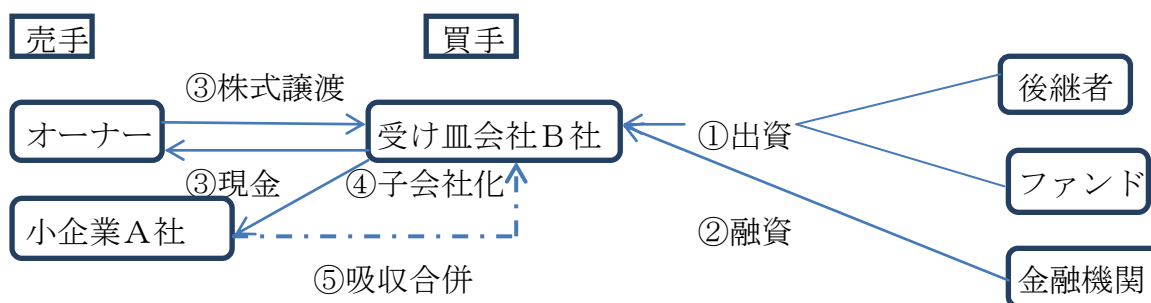 売手
買手
③株式譲渡
後継者
オーナー
受け皿会社B社
①出資
③現金
④子会社化
ファンド
小企業A社
②融資
⑤吸収合併
金融機関